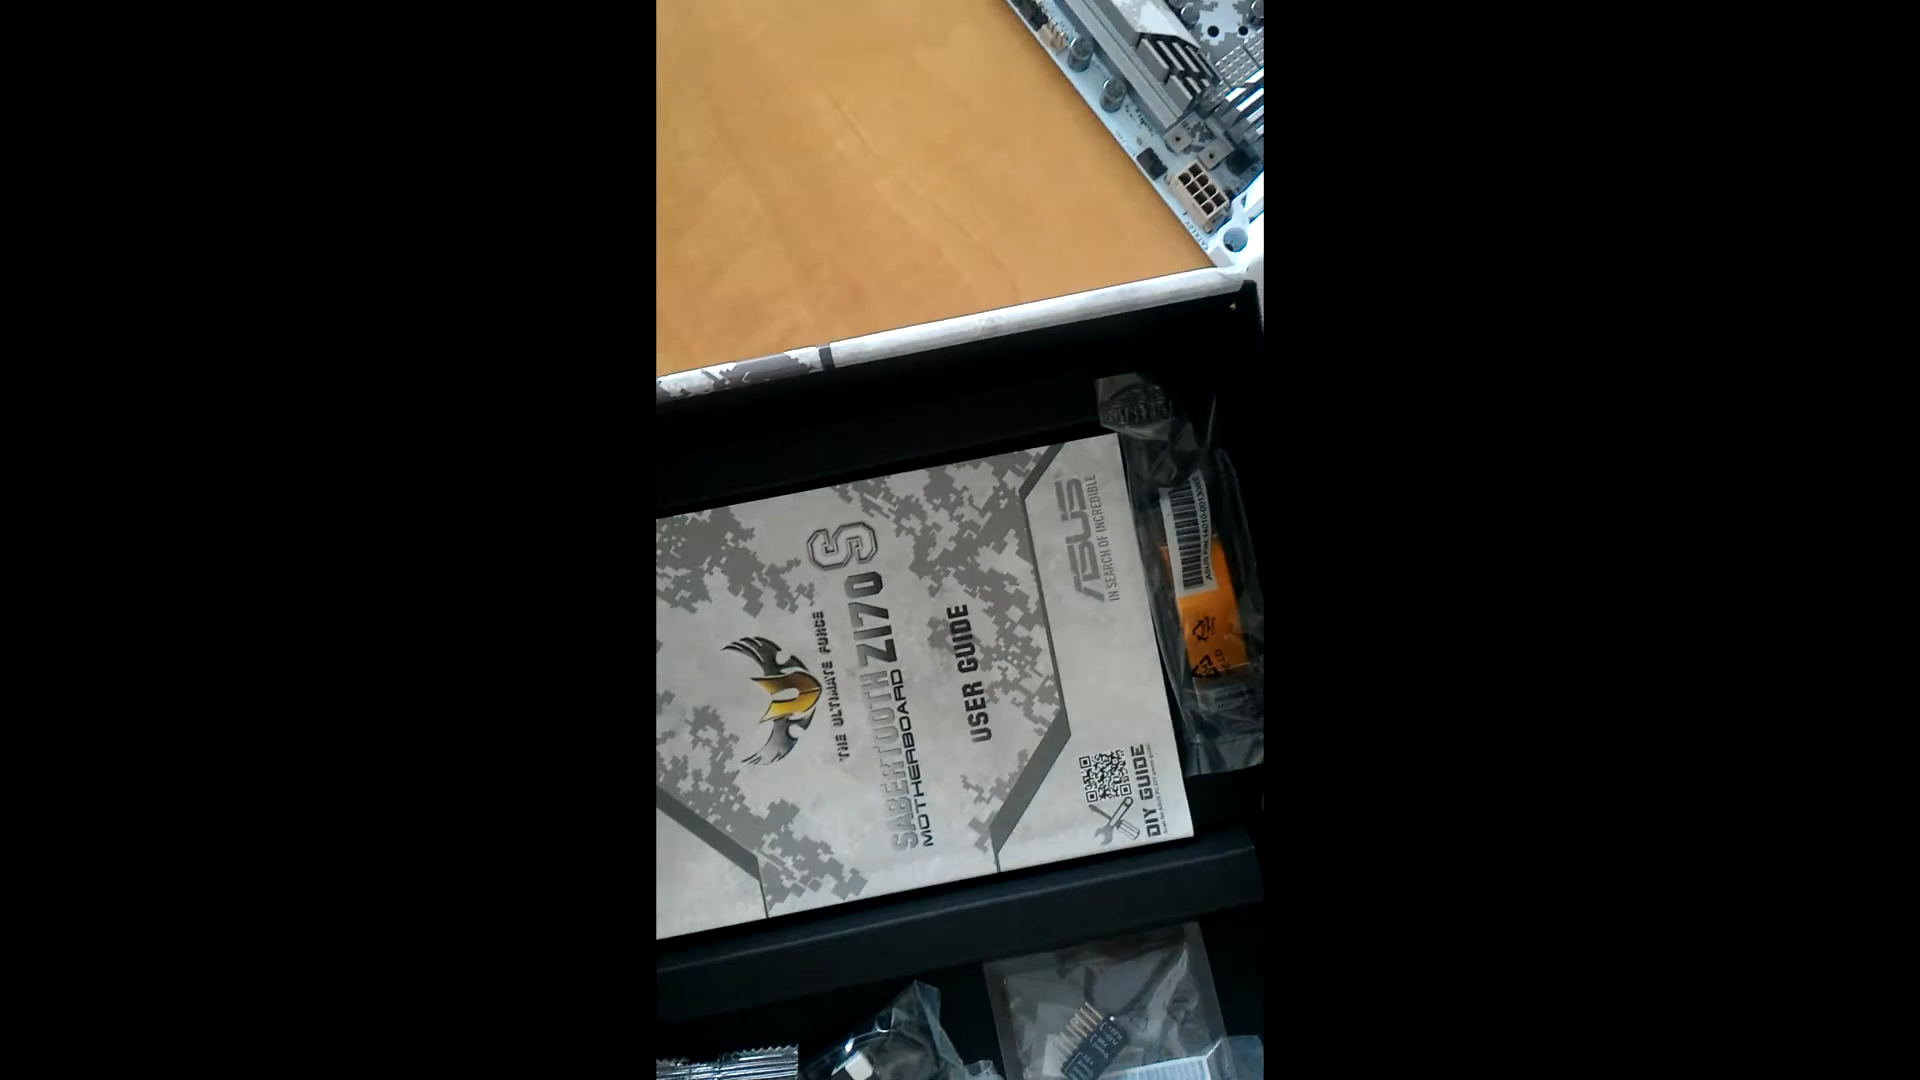 THE ULTIMATE FORCE
SABERTOOTH Z170 S
MOTHERBOARD
USER GUIDE
ASUS
IN SEARCH OF INCREDIBLE
DIY GUIDE